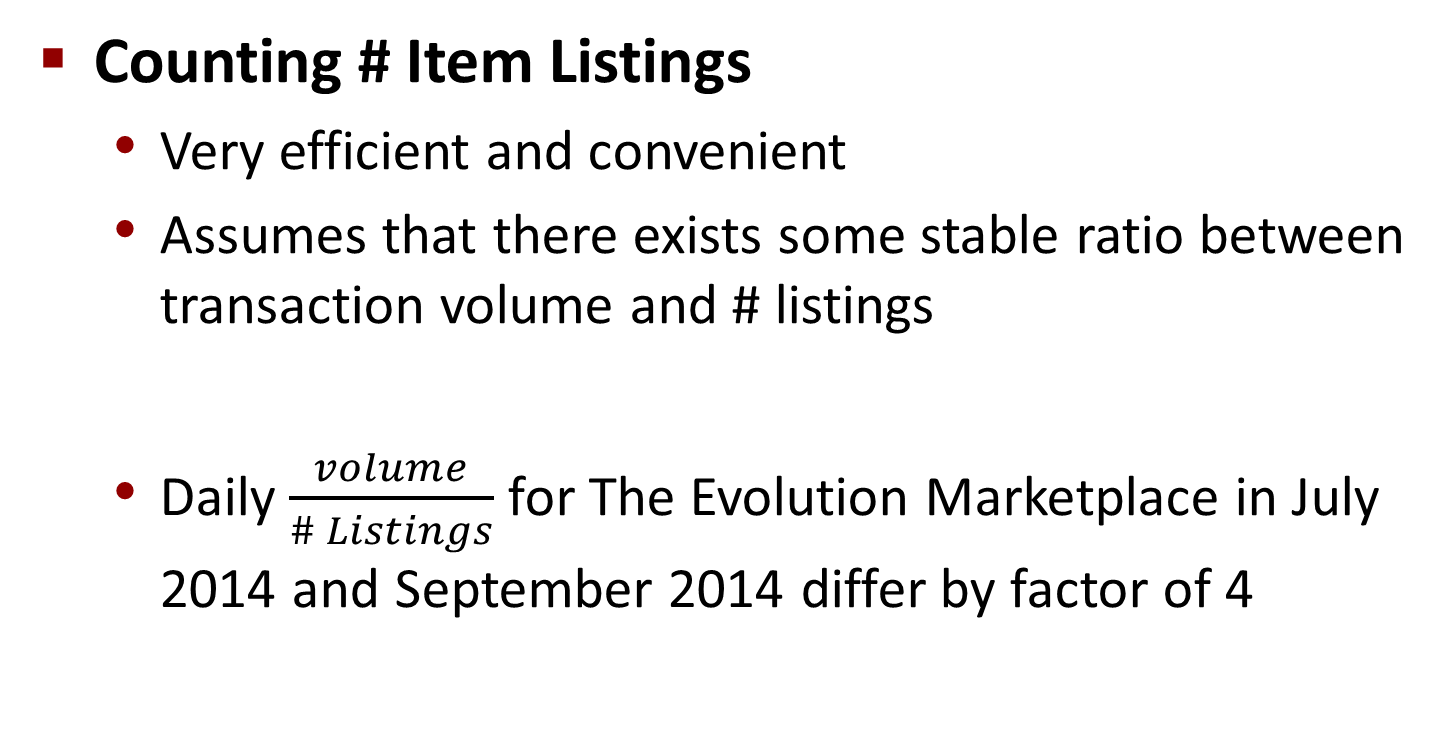 ▪ Counting # Item Listings
• Very efficient and convenient
• Assumes that there exists some stable ratio between
transaction volume and # listings
• Daily volume / # Listings for The Evolution Marketplace in July
2014 and September 2014 differ by factor of 4